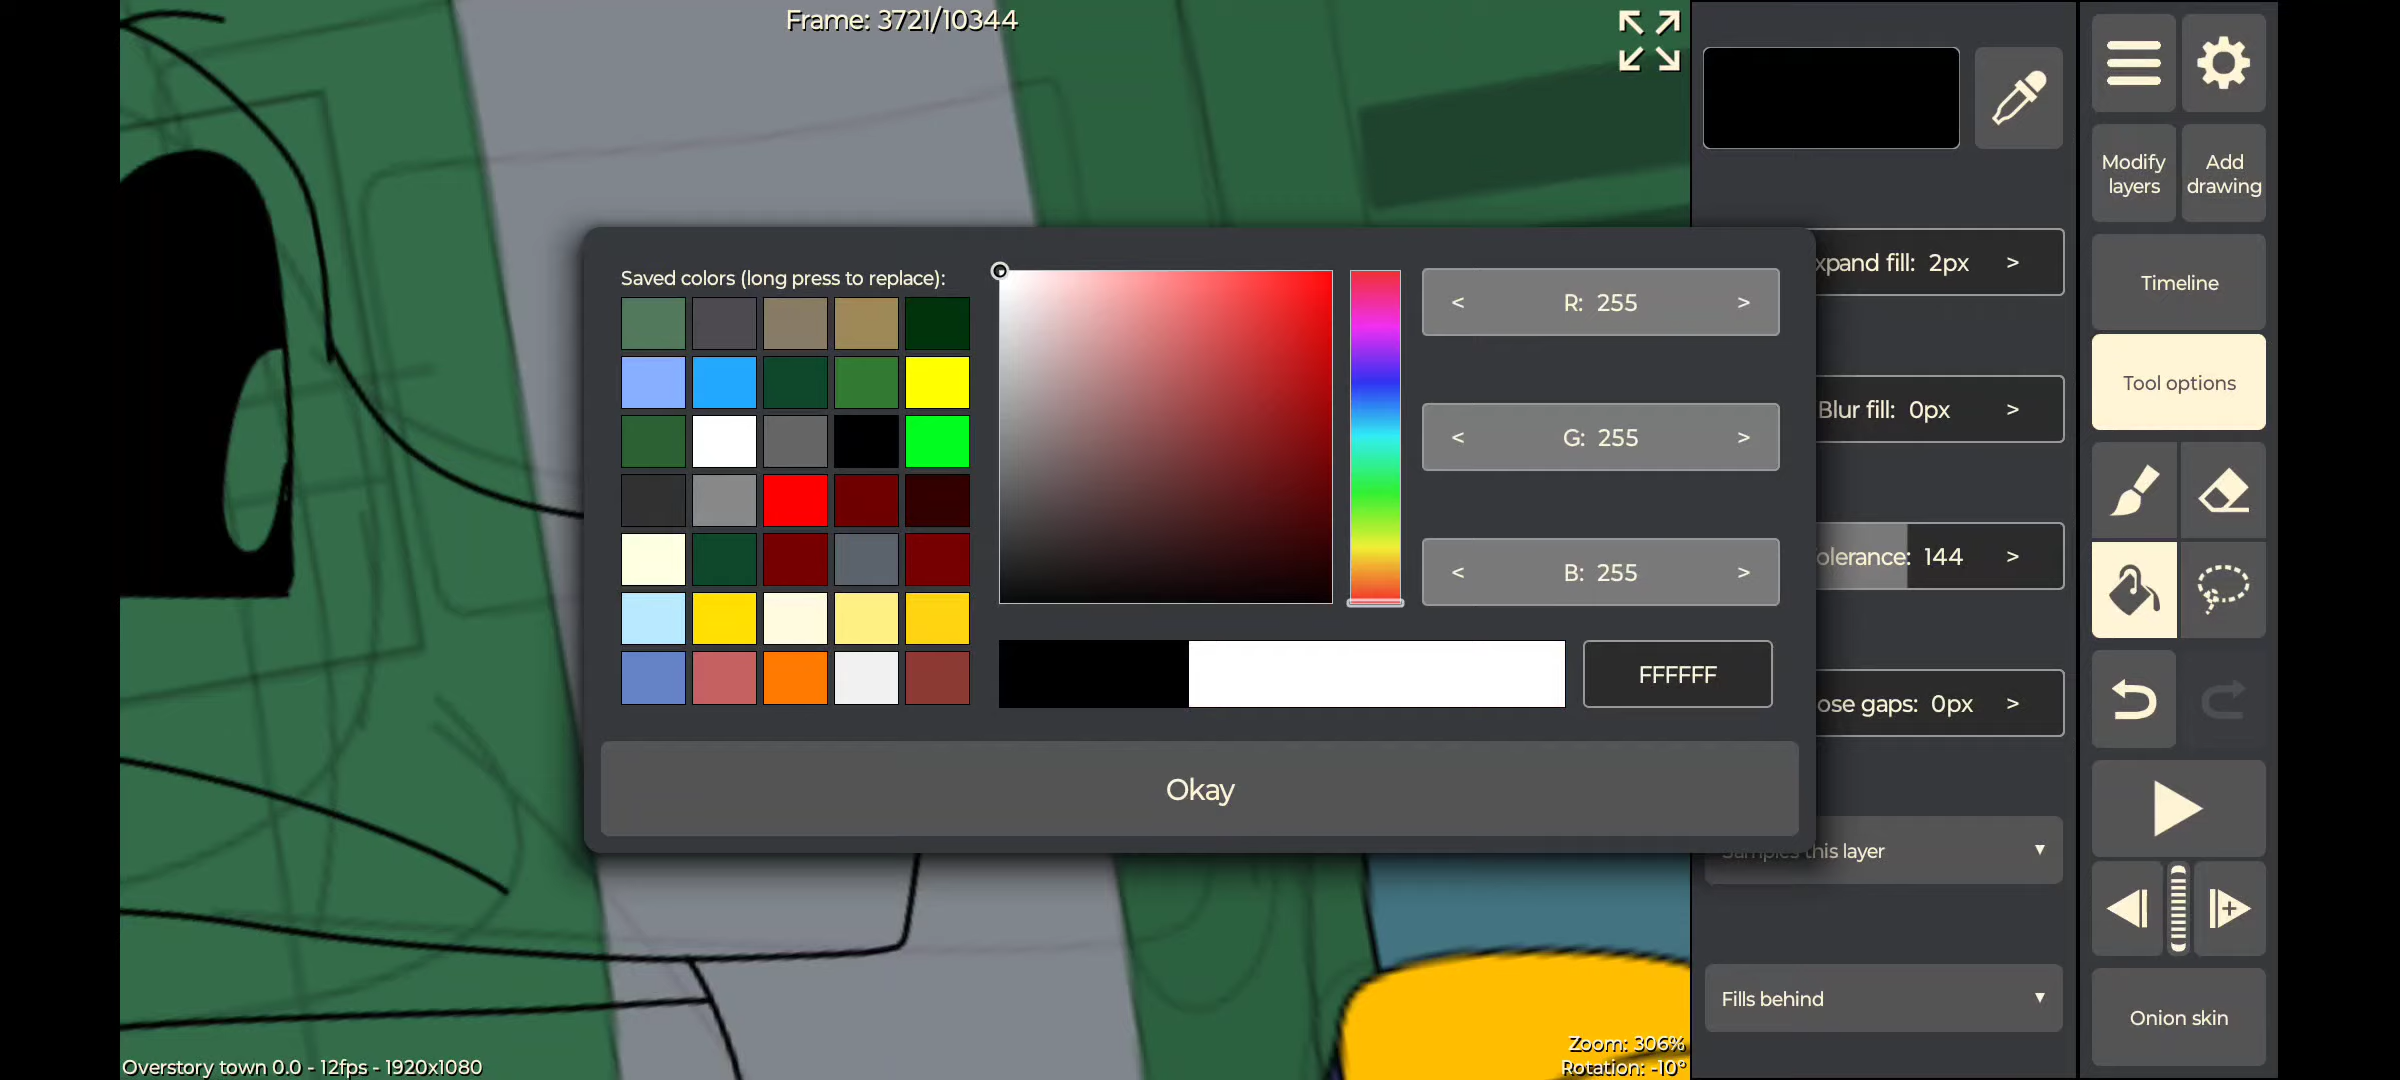 Frame: 3721/10344
Modify layers
Add drawing
Saved colors (long press to replace):
xpand fill: 2px >
Timeline
< R: 255 >
Tool options
Blur fill: 0px >
< G: 255 >
olerance: 144 >
< B: 255 >
FFFFFF
ose gaps: 0px >
Okay
Samples this layer
Fills behind
Onion skin
Zoom: 306%
Rotation: -10°
Overstory town 0.0 - 12fps - 1920x1080